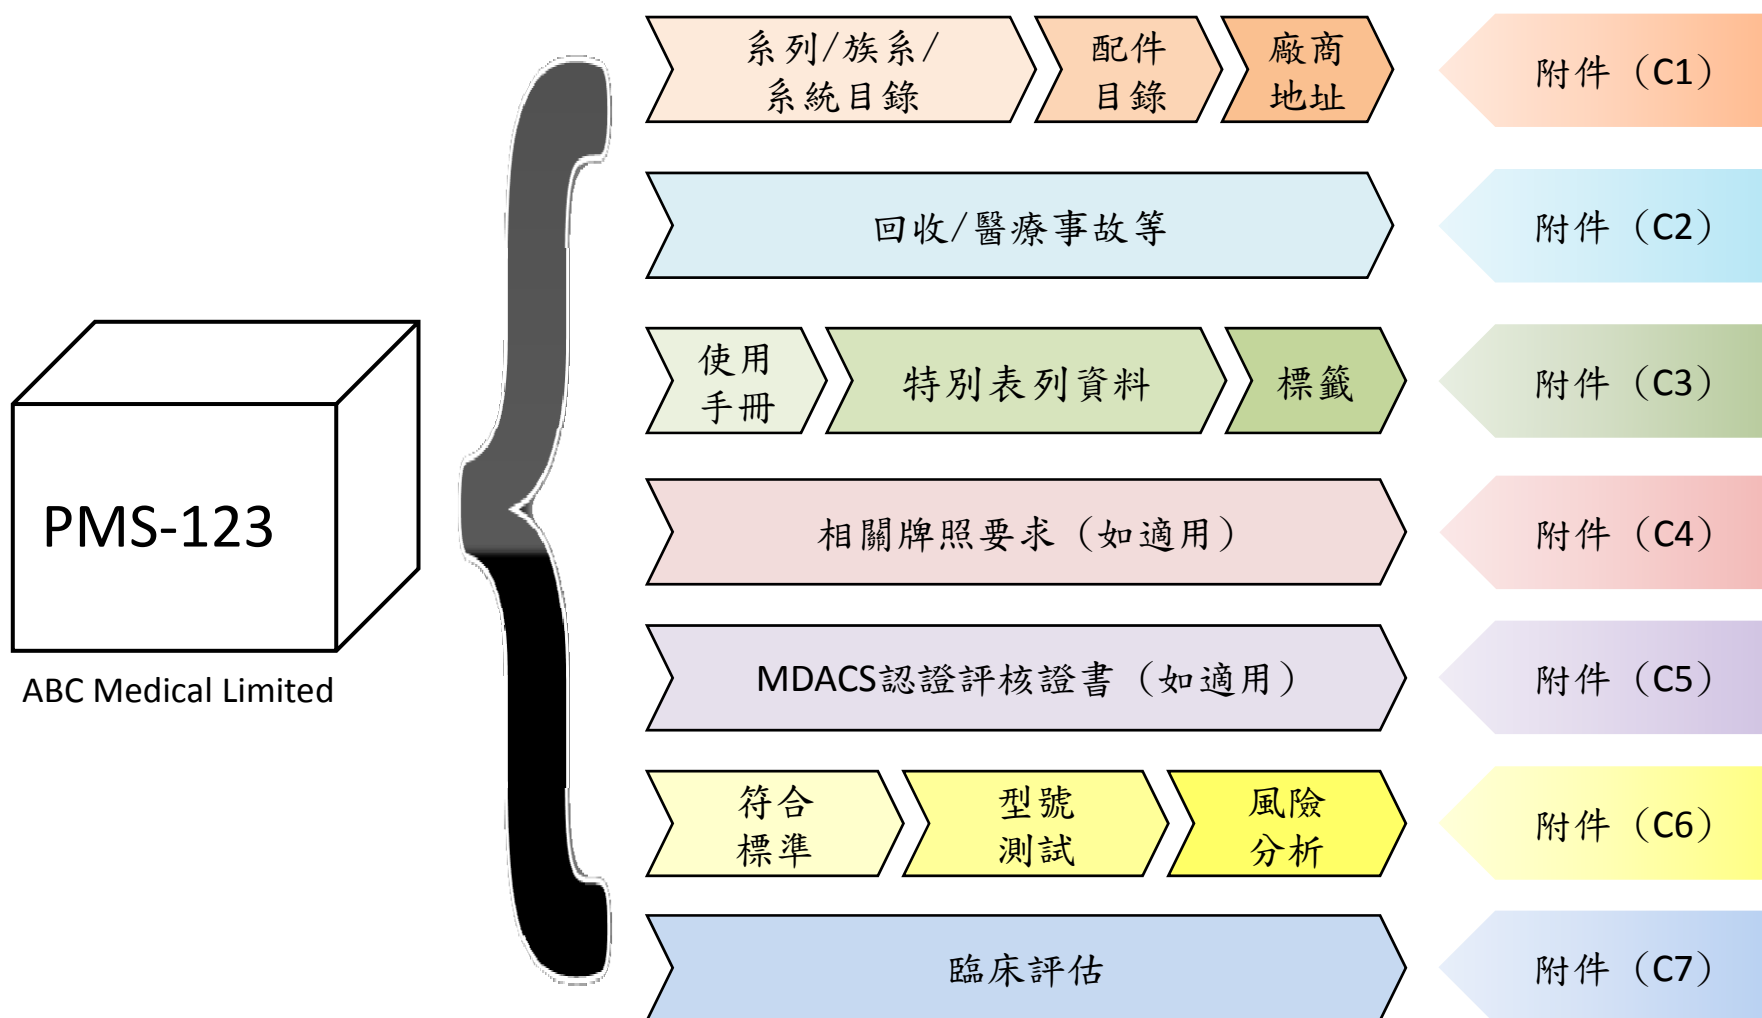 系列/族系/
系統目錄
配件
目錄
廠商
地址
附件（C1）
回收/醫療事故等
附件（C2）
使用
手冊
特別表列資料
標籤
附件（C3）
PMS-123
ABC Medical Limited
相關牌照要求（如適用）
附件（C4）
MDACS認證評核證書（如適用）
附件（C5）
符合
標準
型號
測試
風險
分析
附件（C6）
臨床評估
附件（C7）